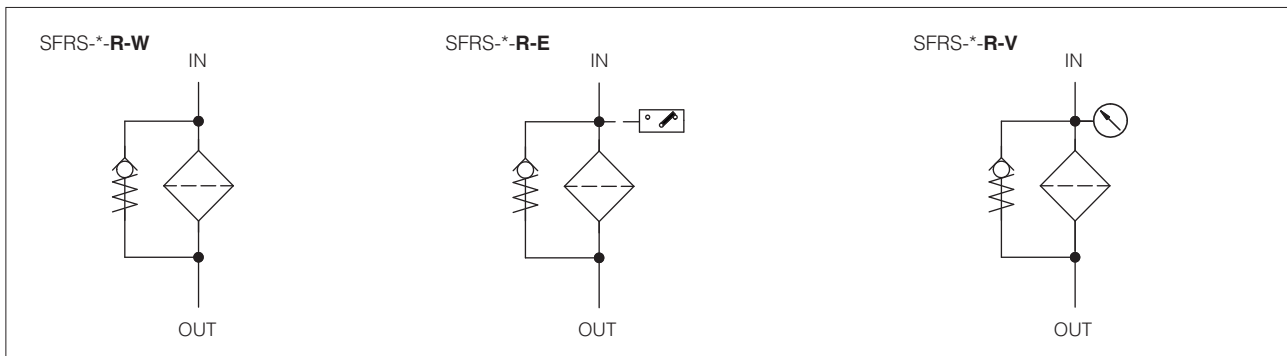 SFRS-*-R-W
IN
OUT
SFRS-*-R-E
IN
OUT
SFRS-*-R-V
IN
OUT